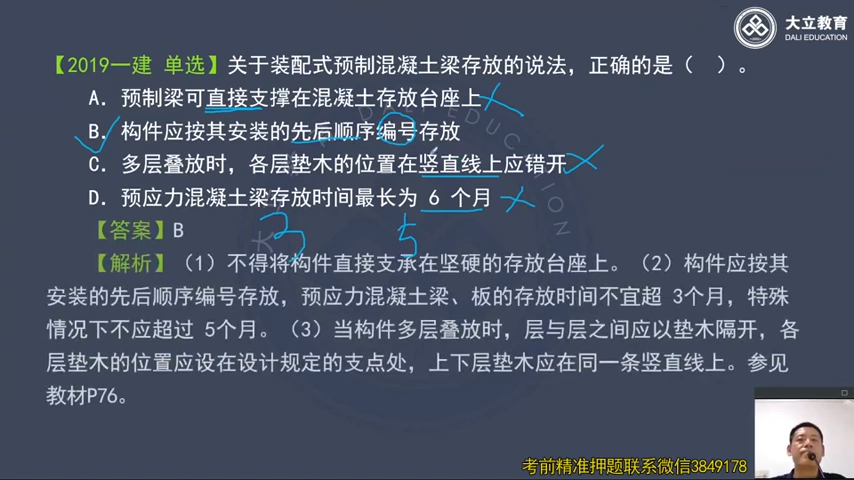 大立教育
DALI EDUCATION
【2019一建 单选】关于装配式预制混凝土梁存放的说法，正确的是（ ）。
A．预制梁可直接支撑在混凝土存放台座上
B．构件应按其安装的先后顺序编号存放
C．多层叠放时，各层垫木的位置在竖直线上应错开
D．预应力混凝土梁存放时间最长为 6 个月
3 5
【答案】B
【解析】（1）不得将构件直接支承在坚硬的存放台座上。（2）构件应按其
安装的先后顺序编号存放，预应力混凝土梁、板的存放时间不宜超 3个月，特殊
情况下不应超过 5个月。（3）当构件多层叠放时，层与层之间应以垫木隔开，各
层垫木的位置应设在设计规定的支点处，上下层垫木应在同一条竖直线上。参见
教材P76。
考前精准押题联系微信3849178